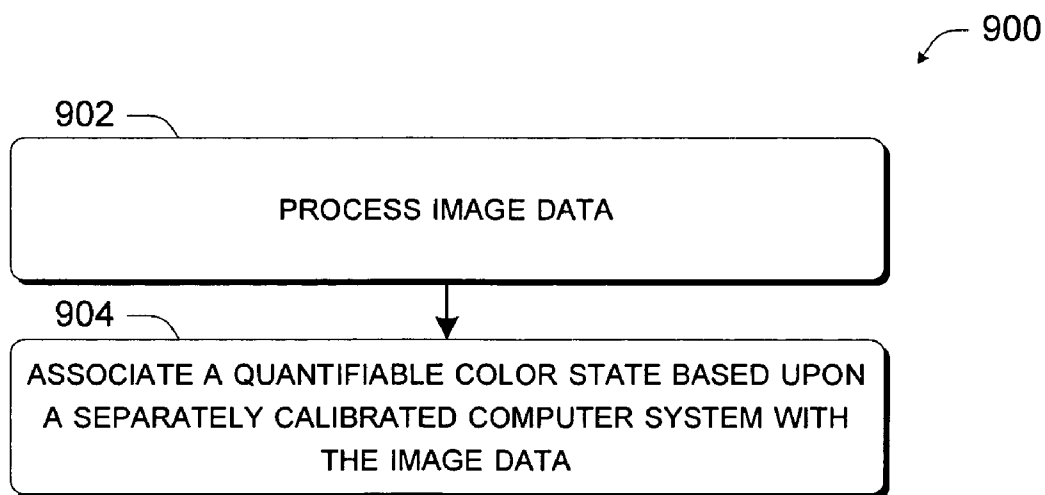 900
902
PROCESS IMAGE DATA
904
ASSOCIATE A QUANTIFIABLE COLOR STATE BASED UPON
A SEPARATELY CALIBRATED COMPUTER SYSTEM WITH
THE IMAGE DATA